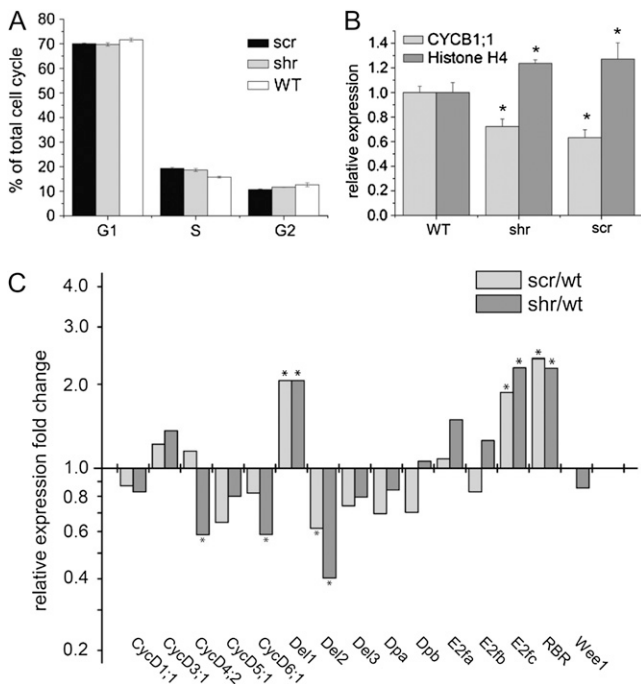 A
80
70
60
50
40
30
20
10
0
% of total cell cycle
scr
shr
WT
G1 S G2
B
1.4
1.2
1.0
0.8
0.6
0.4
0.2
0.0
relative expression
CYCB1;1
Histone H4
* *
* *
WT shr scr
C
4.0
2.0
1.0
0.8
0.6
0.4
0.2
relative expression fold change
scr/wt
shr/wt
* * * * * *
* * * *
CycD1;1
CycD3;1
CycD4;2
CycD5;1
CycD6;1
Del1
Del2
Del3
Dpa
Dpb
E2fa
E2fb
E2fc
RBR
Wee1